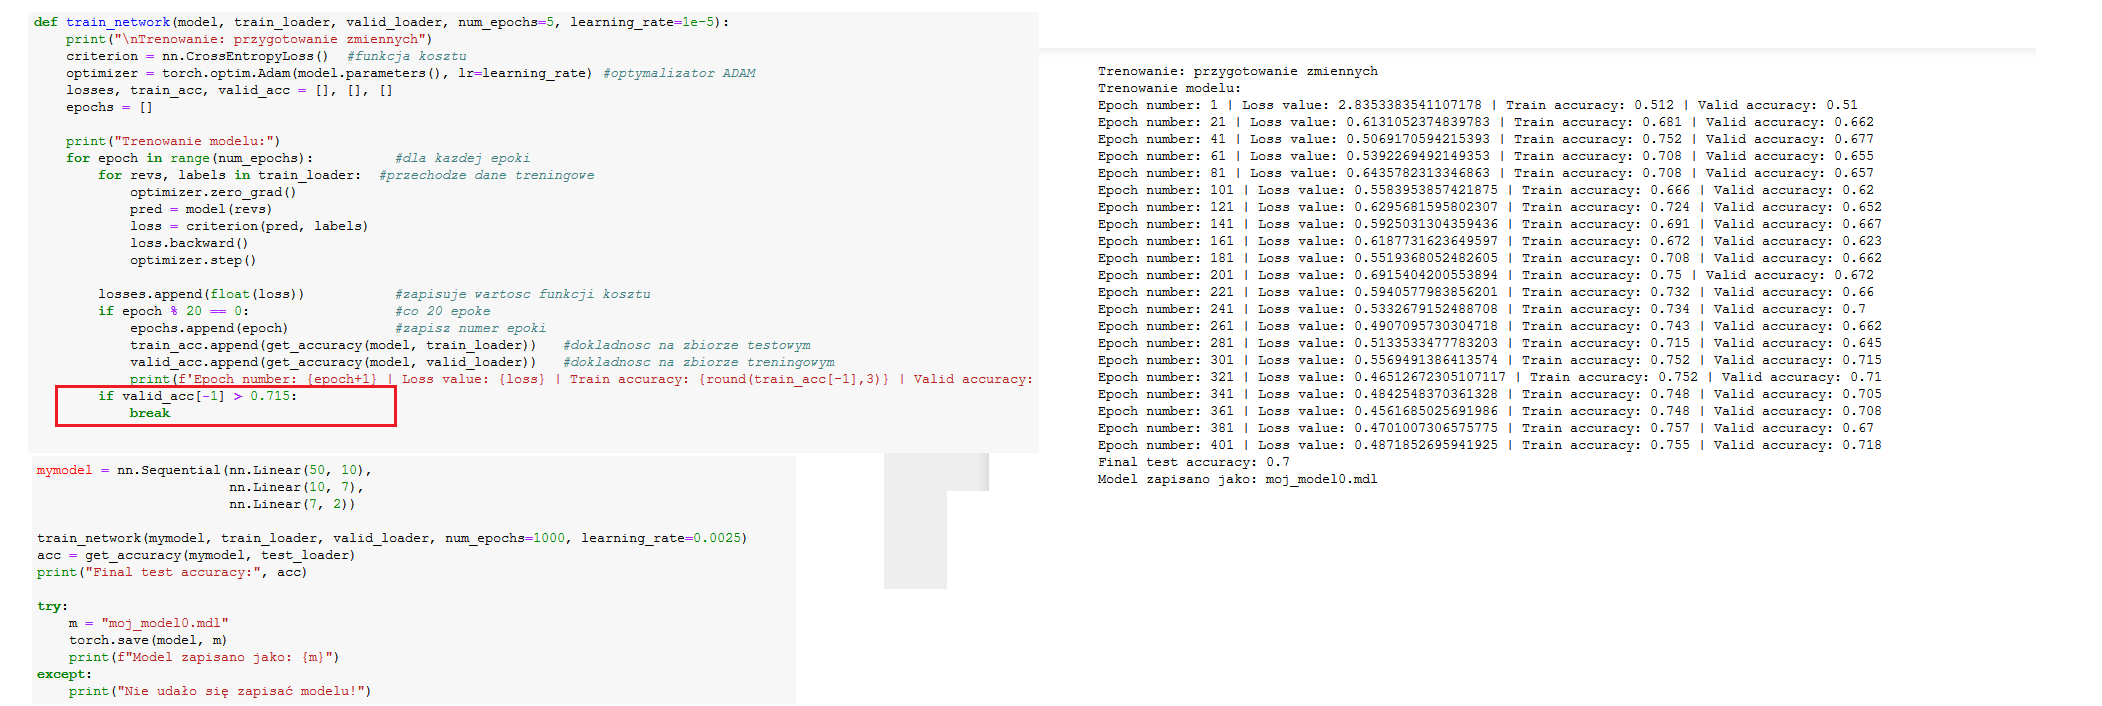 def train_network(model, train_loader, valid_loader, num_epochs=5, learning_rate=1e-5):
    print("\nTrenowanie: przygotowanie zmiennych")
    criterion = nn.CrossEntropyLoss()  #funkcja kosztu
    optimizer = torch.optim.Adam(model.parameters(), lr=learning_rate) #optymalizator ADAM
    losses, train_acc, valid_acc = [], [], []
    epochs = []
    print("Trenowanie modelu:")
    for epoch in range(num_epochs):          #dla kazdej epoki
        for revs, labels in train_loader:  #przechodze dane treningowe
            optimizer.zero_grad()
            pred = model(revs)
            loss = criterion(pred, labels)
            loss.backward()
            optimizer.step()
        losses.append(float(loss))           #zapisuje wartosc funkcji kosztu
        if epoch % 20 == 0:                  #co 20 epoke
            epochs.append(epoch)             #zapisz numer epoki
            train_acc.append(get_accuracy(model, train_loader))   #dokladnosc na zbiorze testowym
            valid_acc.append(get_accuracy(model, valid_loader))   #dokladnosc na zbiorze treningowym
            print(f'Epoch number: {epoch+1} | Loss value: {loss} | Train accuracy: {round(train_acc[-1],3)} | Valid accuracy:
        if valid_acc[-1] > 0.715:
            break
mymodel = nn.Sequential(nn.Linear(50, 10),
                        nn.Linear(10, 7),
                        nn.Linear(7, 2))
train_network(mymodel, train_loader, valid_loader, num_epochs=1000, learning_rate=0.0025)
acc = get_accuracy(mymodel, test_loader)
print("Final test accuracy:", acc)
try:
    m = "moj_model0.mdl"
    torch.save(model, m)
    print(f"Model zapisano jako: {m}")
except:
    print("Nie udało się zapisać modelu!")
Trenowanie: przygotowanie zmiennych
Trenowanie modelu:
Epoch number: 1 | Loss value: 2.8353383541107178 | Train accuracy: 0.512 | Valid accuracy: 0.51
Epoch number: 21 | Loss value: 0.6131052374839783 | Train accuracy: 0.681 | Valid accuracy: 0.662
Epoch number: 41 | Loss value: 0.5069170594215393 | Train accuracy: 0.752 | Valid accuracy: 0.677
Epoch number: 61 | Loss value: 0.5392269492149353 | Train accuracy: 0.708 | Valid accuracy: 0.655
Epoch number: 81 | Loss value: 0.6435782313346863 | Train accuracy: 0.708 | Valid accuracy: 0.657
Epoch number: 101 | Loss value: 0.5583953857421875 | Train accuracy: 0.666 | Valid accuracy: 0.62
Epoch number: 121 | Loss value: 0.6295681595802307 | Train accuracy: 0.724 | Valid accuracy: 0.652
Epoch number: 141 | Loss value: 0.5925031304359436 | Train accuracy: 0.691 | Valid accuracy: 0.667
Epoch number: 161 | Loss value: 0.6187731623649597 | Train accuracy: 0.672 | Valid accuracy: 0.623
Epoch number: 181 | Loss value: 0.5519368052482605 | Train accuracy: 0.708 | Valid accuracy: 0.662
Epoch number: 201 | Loss value: 0.6915404200553894 | Train accuracy: 0.75 | Valid accuracy: 0.672
Epoch number: 221 | Loss value: 0.5940577983856201 | Train accuracy: 0.732 | Valid accuracy: 0.66
Epoch number: 241 | Loss value: 0.5332679152488708 | Train accuracy: 0.734 | Valid accuracy: 0.7
Epoch number: 261 | Loss value: 0.4907095730304718 | Train accuracy: 0.743 | Valid accuracy: 0.662
Epoch number: 281 | Loss value: 0.5133533477783203 | Train accuracy: 0.715 | Valid accuracy: 0.645
Epoch number: 301 | Loss value: 0.5569491386413574 | Train accuracy: 0.752 | Valid accuracy: 0.715
Epoch number: 321 | Loss value: 0.46512672305107117 | Train accuracy: 0.752 | Valid accuracy: 0.71
Epoch number: 341 | Loss value: 0.4842548370361328 | Train accuracy: 0.748 | Valid accuracy: 0.705
Epoch number: 361 | Loss value: 0.4561685025691986 | Train accuracy: 0.748 | Valid accuracy: 0.708
Epoch number: 381 | Loss value: 0.4701007306575775 | Train accuracy: 0.757 | Valid accuracy: 0.67
Epoch number: 401 | Loss value: 0.4871852695941925 | Train accuracy: 0.755 | Valid accuracy: 0.718
Final test accuracy: 0.7
Model zapisano jako: moj_model0.mdl